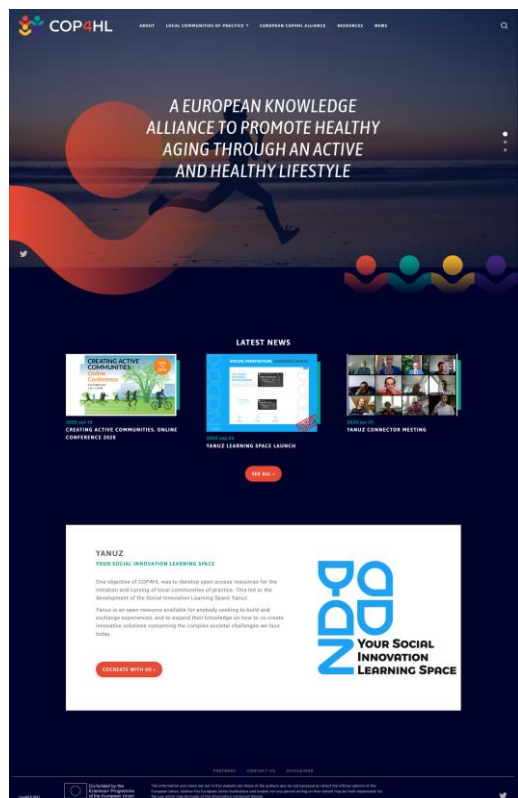 COP4HL
ABOUT
LOCAL COMMUNITIES OF PRACTICE
EUROPEAN COP4HL ALLIANCE
RESOURCES
NEWS
A EUROPEAN KNOWLEDGE
ALLIANCE TO PROMOTE HEALTHY
AGING THROUGH AN ACTIVE
AND HEALTHY LIFESTYLE
LATEST NEWS
CREATING ACTIVE
COMMUNITIES
Online
Conference
2020 oct 10
CREATING ACTIVE COMMUNITIES. ONLINE
CONFERENCE 2020
SOCIAL INNOVATION LEARNING SPACE
YANUZ LEARNING SPACE LAUNCH
YANUZ CONNECTOR MEETING
SEE ALL ›
YANUZ
YOUR SOCIAL INNOVATION LEARNING SPACE
One objective of COP4HL was to develop open access resources for the
initiation and running of local communities of practice. This led to the
development of the Social Innovation Learning Space Yanuz.
Yanuz is an open resource available for anybody seeking to build and
exchange experiences, and to expand their knowledge on how to co-create
innovative solutions concerning the complex societal challenges we face
today.
COCREATE WITH US ›
YOUR SOCIAL
INNOVATION
LEARNING SPACE
PARTNERS
CONTACT US
DISCLAIMER
Co-funded by the
Erasmus+ Programme
of the European Union